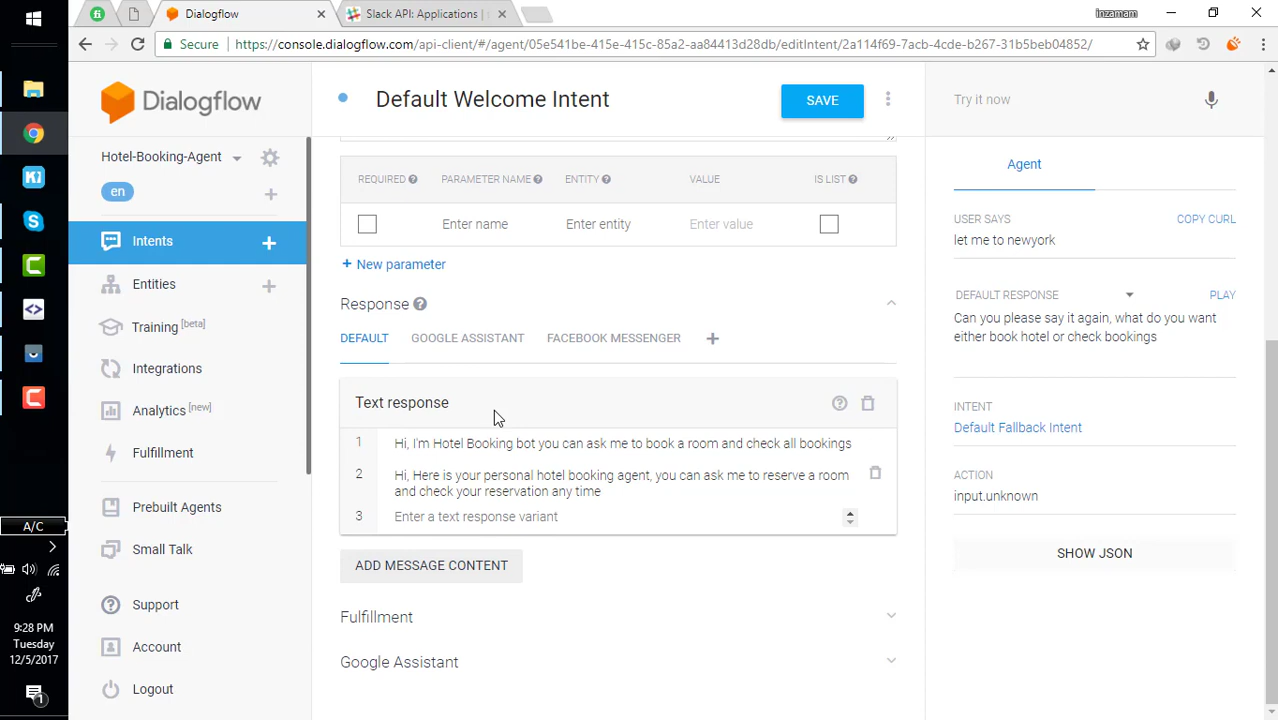 Dialogflow
Slack API: Applications |
inzamam
Secure
https://console.dialogflow.com/api-client/#/agent/05e541be-415e-415c-85a2-aa84413d28db/editIntent/2a114f69-7acb-4cde-b267-31b5beb04852/
Dialogflow
Hotel-Booking-Agent
en
Intents
Entities
Training [beta]
Integrations
Analytics [new]
Fulfillment
Prebuilt Agents
Small Talk
Support
Account
Logout
Default Welcome Intent
SAVE
REQUIRED PARAMETER NAME ENTITY VALUE IS LIST
Enter name Enter entity Enter value
+ New parameter
Response
DEFAULT GOOGLE ASSISTANT FACEBOOK MESSENGER
Text response
1 Hi, I'm Hotel Booking bot you can ask me to book a room and check all bookings
2 Hi, Here is your personal hotel booking agent, you can ask me to reserve a room
and check your reservation any time
3 Enter a text response variant
ADD MESSAGE CONTENT
Fulfillment
Google Assistant
Try it now
Agent
USER SAYS COPY CURL
let me to newyork
DEFAULT RESPONSE PLAY
Can you please say it again, what do you want
either book hotel or check bookings
INTENT
Default Fallback Intent
ACTION
input.unknown
SHOW JSON
A/C
9:28 PM
Tuesday
12/5/2017
1